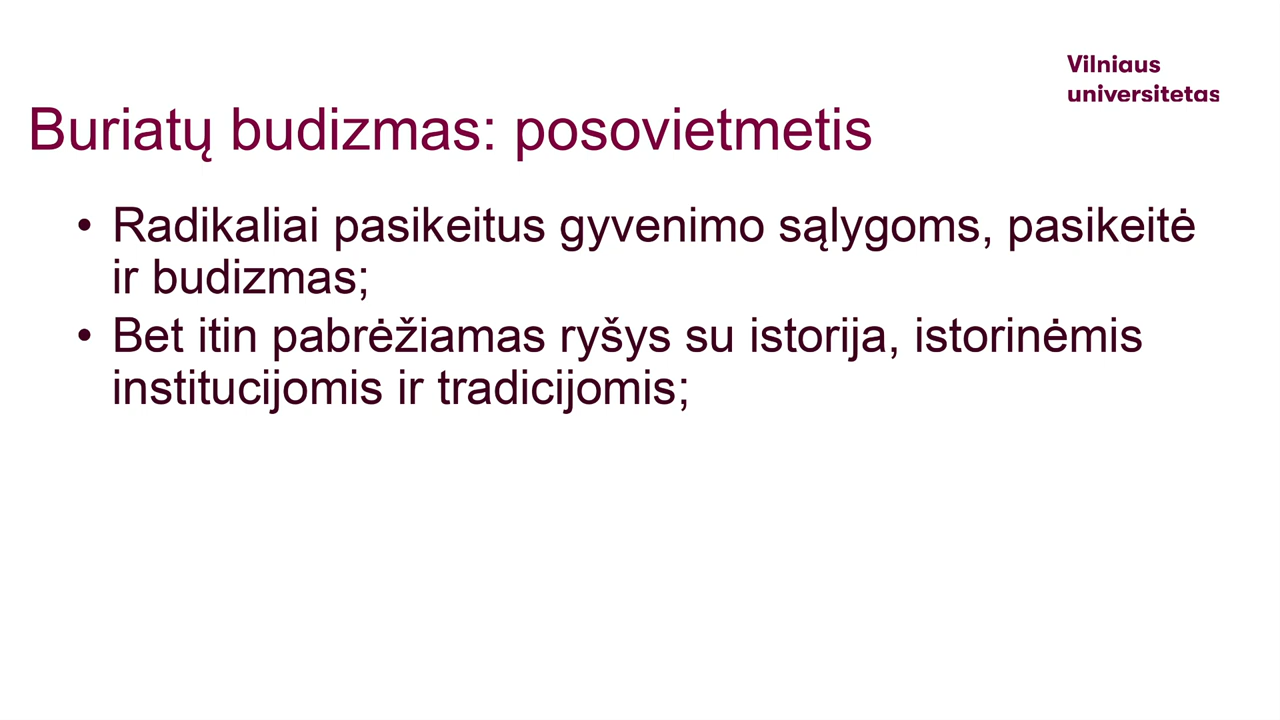 Vilniaus
universitetas
Buriatų budizmas: posovietmetis
• Radikaliai pasikeitus gyvenimo sąlygoms, pasikeitė
ir budizmas;
• Bet itin pabrėžiamas ryšys su istorija, istorinėmis
institucijomis ir tradicijomis;